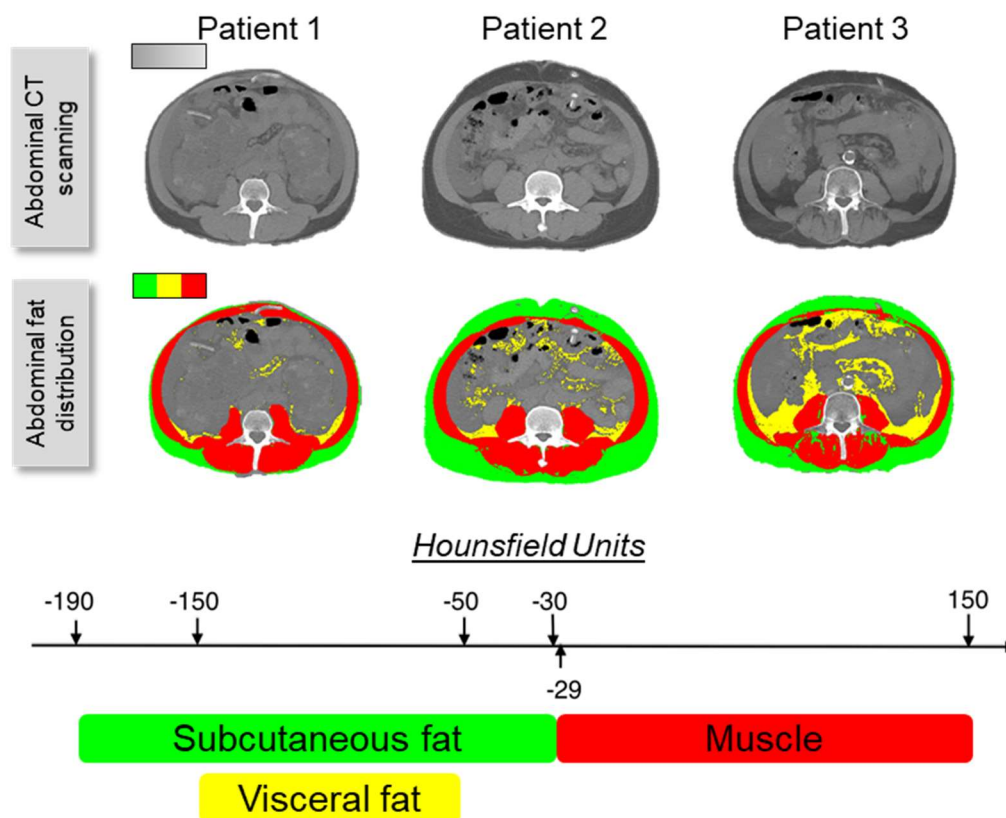 Patient 1
Patient 2
Patient 3
Abdominal CT
scanning
Abdominal fat
distribution
Hounsfield Units
-190
-150
-50
-30
150
-29
Subcutaneous fat
Muscle
Visceral fat